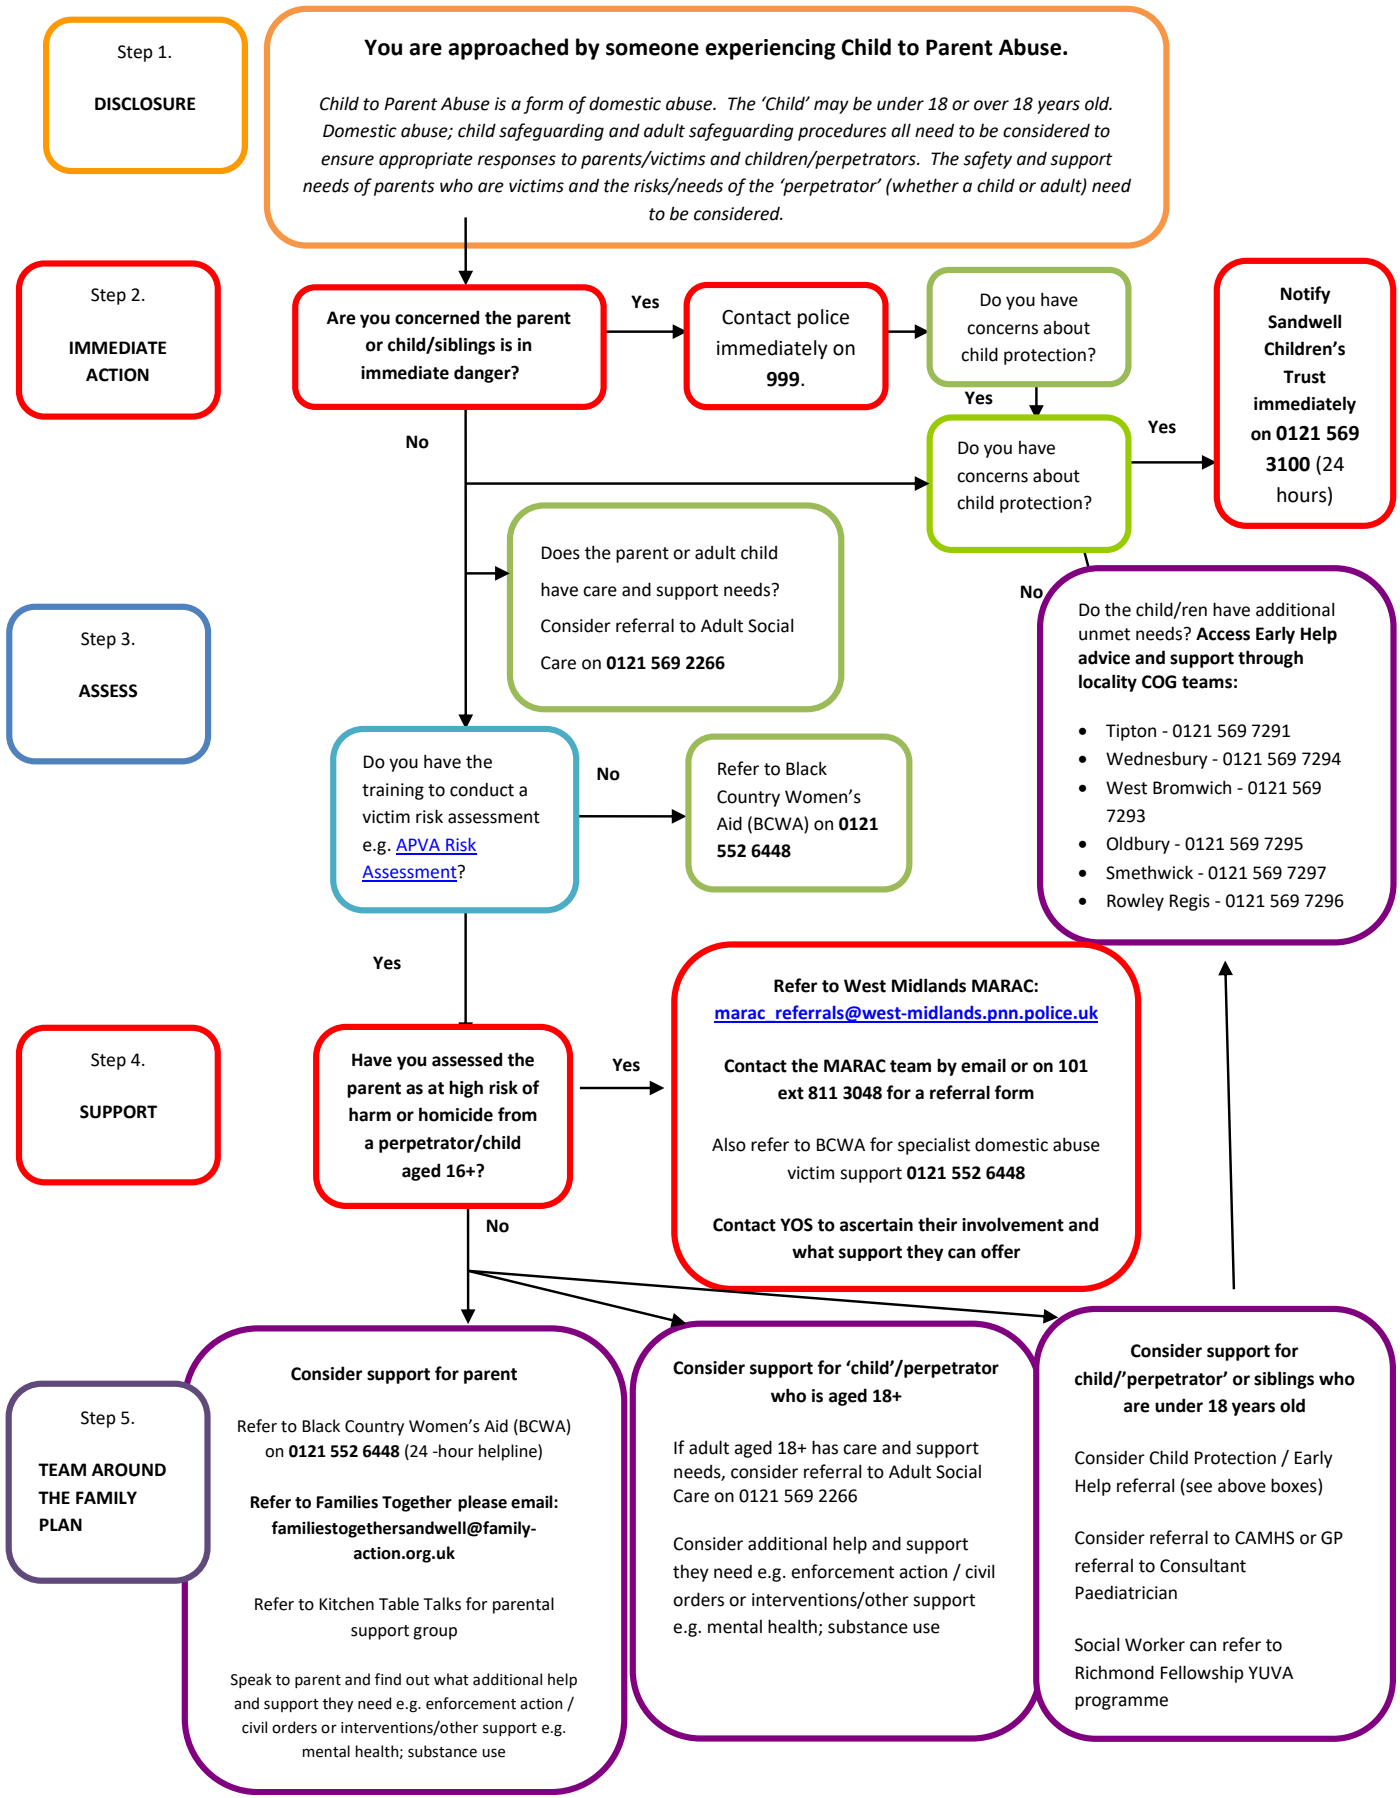 Step 1.
DISCLOSURE
You are approached by someone experiencing Child to Parent Abuse.
Child to Parent Abuse is a form of domestic abuse.  The ‘Child’ may be under 18 or over 18 years old.
Domestic abuse; child safeguarding and adult safeguarding procedures all need to be considered to
ensure appropriate responses to parents/victims and children/perpetrators.  The safety and support
needs of parents who are victims and the risks/needs of the ‘perpetrator’ (whether a child or adult) need
to be considered.
Step 2.
IMMEDIATE
ACTION
Are you concerned the parent
or child/siblings is in
immediate danger?
Yes
Contact police
immediately on
999.
Do you have
concerns about
child protection?
Yes
Notify
Sandwell
Children’s
Trust
immediately
on 0121 569
3100 (24
hours)
No
Do you have
concerns about
child protection?
Yes
No
Does the parent or adult child
have care and support needs?
Consider referral to Adult Social
Care on 0121 569 2266
Do the child/ren have additional
unmet needs? Access Early Help
advice and support through
locality COG teams:
• Tipton - 0121 569 7291
• Wednesbury - 0121 569 7294
• West Bromwich - 0121 569
7293
• Oldbury - 0121 569 7295
• Smethwick - 0121 569 7297
• Rowley Regis - 0121 569 7296
Step 3.
ASSESS
Do you have the
training to conduct a
victim risk assessment
e.g. APVA Risk
Assessment?
No
Refer to Black
Country Women’s
Aid (BCWA) on 0121
552 6448
Yes
Step 4.
SUPPORT
Have you assessed the
parent as at high risk of
harm or homicide from
a perpetrator/child
aged 16+?
Yes
Refer to West Midlands MARAC:
marac_referrals@west-midlands.pnn.police.uk
Contact the MARAC team by email or on 101
ext 811 3048 for a referral form
Also refer to BCWA for specialist domestic abuse
victim support 0121 552 6448
Contact YOS to ascertain their involvement and
what support they can offer
No
Step 5.
TEAM AROUND
THE FAMILY
PLAN
Consider support for parent
Refer to Black Country Women’s Aid (BCWA)
on 0121 552 6448 (24 -hour helpline)
Refer to Families Together please email:
familiestogethersandwell@family-
action.org.uk
Refer to Kitchen Table Talks for parental
support group
Speak to parent and find out what additional help
and support they need e.g. enforcement action /
civil orders or interventions/other support e.g.
mental health; substance use
Consider support for ‘child’/perpetrator
who is aged 18+
If adult aged 18+ has care and support
needs, consider referral to Adult Social
Care on 0121 569 2266
Consider additional help and support
they need e.g. enforcement action / civil
orders or interventions/other support
e.g. mental health; substance use
Consider support for
child/’perpetrator’ or siblings who
are under 18 years old
Consider Child Protection / Early
Help referral (see above boxes)
Consider referral to CAMHS or GP
referral to Consultant
Paediatrician
Social Worker can refer to
Richmond Fellowship YUVA
programme